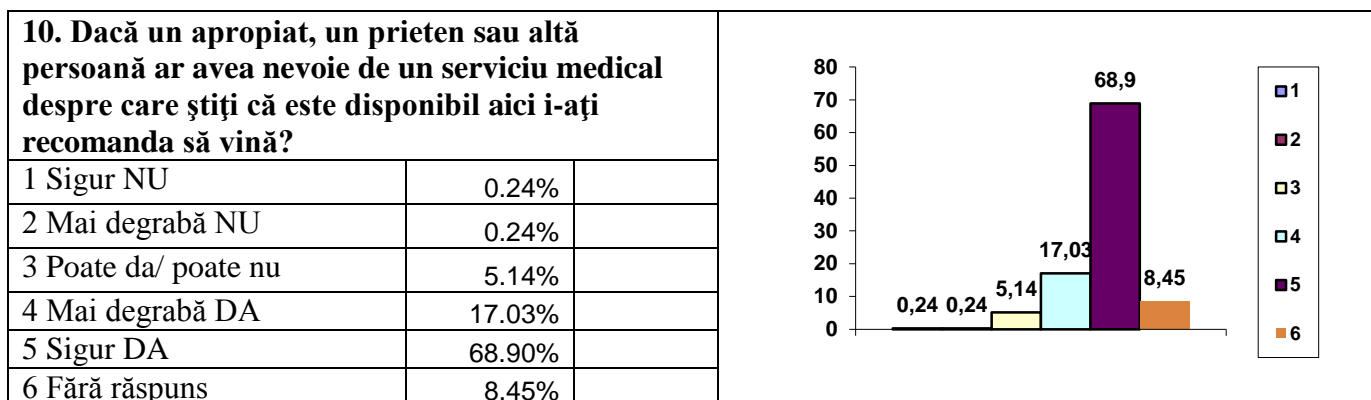 10. Dacă un apropiat, un prieten sau altă
persoană ar avea nevoie de un serviciu medical
despre care ştiţi că este disponibil aici i-aţi
recomanda să vină?
1 Sigur NU 0.24%
2 Mai degrabă NU 0.24%
3 Poate da/ poate nu 5.14%
4 Mai degrabă DA 17.03%
5 Sigur DA 68.90%
6 Fără răspuns 8.45%
80
70
60
50
40
30
20
10
0
0,24 0,24 5,14 17,03 68,9 8,45
1
2
3
4
5
6